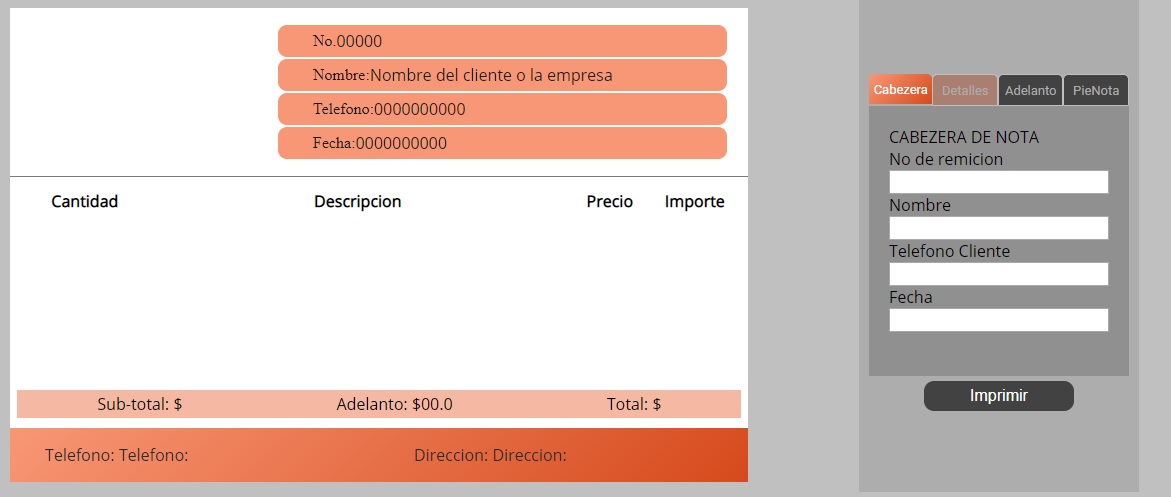 No.00000
Nombre:Nombre del cliente o la empresa
Telefono:0000000000
Fecha:0000000000
Cantidad Descripcion Precio Importe
Sub-total: $ Adelanto: $00.0 Total: $
Telefono: Telefono: Direccion: Direccion:
Cabezera Detalles Adelanto PieNota
CABEZERA DE NOTA
No de remicion
Nombre
Telefono Cliente
Fecha
Imprimir